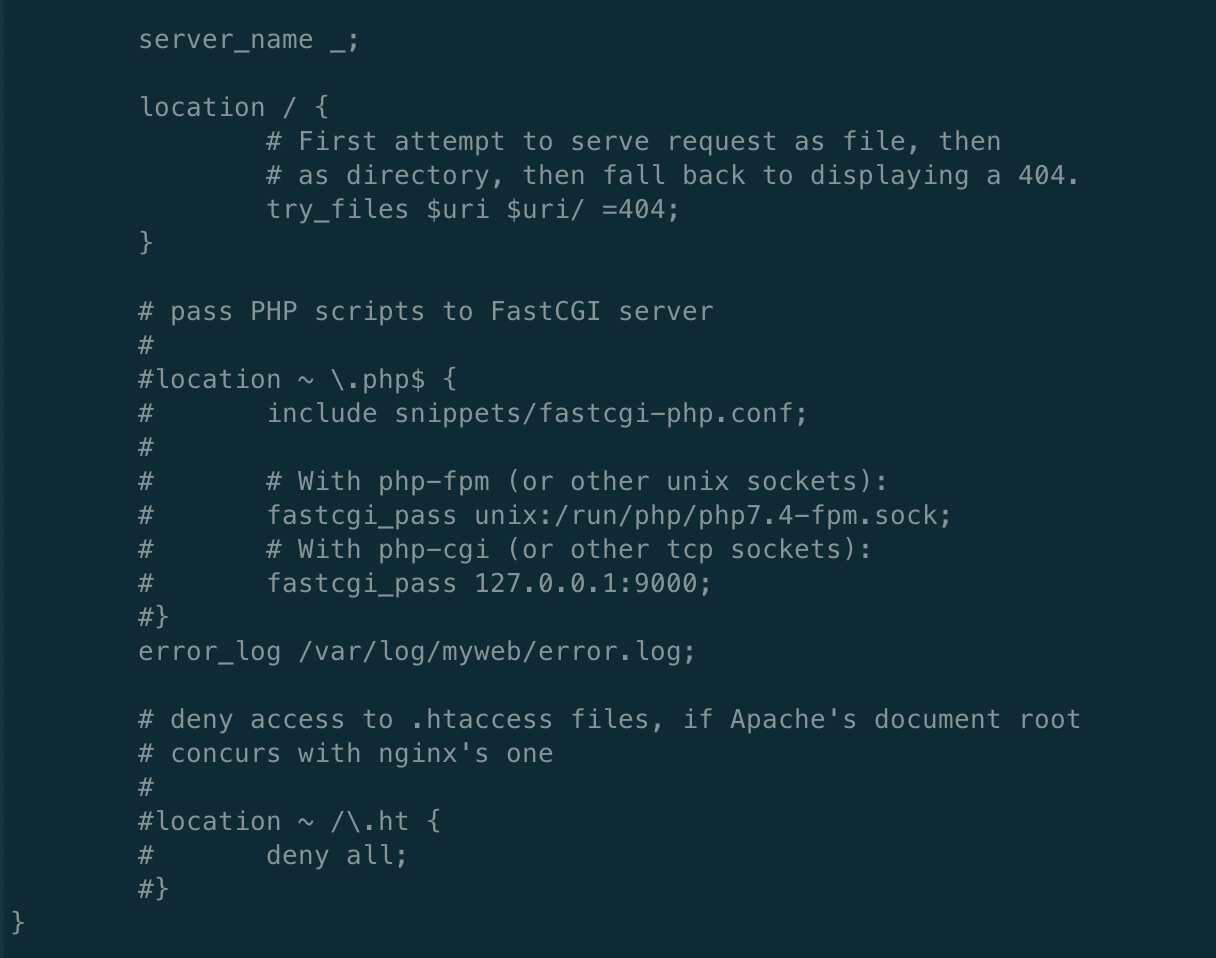 server_name _;
location / {
# First attempt to serve request as file, then
# as directory, then fall back to displaying a 404.
try_files $uri $uri/ =404;
}
# pass PHP scripts to FastCGI server
#
#location ~ \.php$ {
#       include snippets/fastcgi-php.conf;
#
#       # With php-fpm (or other unix sockets):
#       fastcgi_pass unix:/run/php/php7.4-fpm.sock;
#       # With php-cgi (or other tcp sockets):
#       fastcgi_pass 127.0.0.1:9000;
#}
error_log /var/log/myweb/error.log;
# deny access to .htaccess files, if Apache's document root
# concurs with nginx's one
#
#location ~ /\.ht {
#       deny all;
#}
}